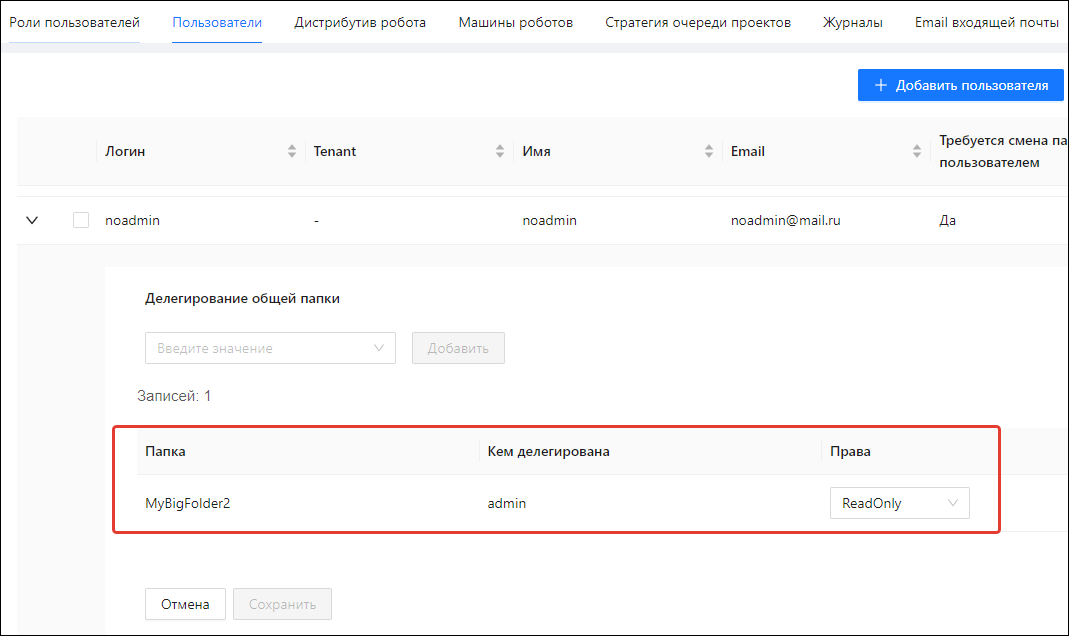 Роли пользователей Пользователи Дистрибутив робота Машины роботов Стратегия очереди проектов Журналы Email входящей почты
Добавить пользователя
Логин Tenant Имя Email Требуется смена па
пользователем
noadmin - noadmin noadmin@mail.ru Да
Делегирование общей папки
Введите значение Добавить
Записей: 1
Папка Кем делегирована Права
MyBigFolder2 admin ReadOnly
Отмена Сохранить